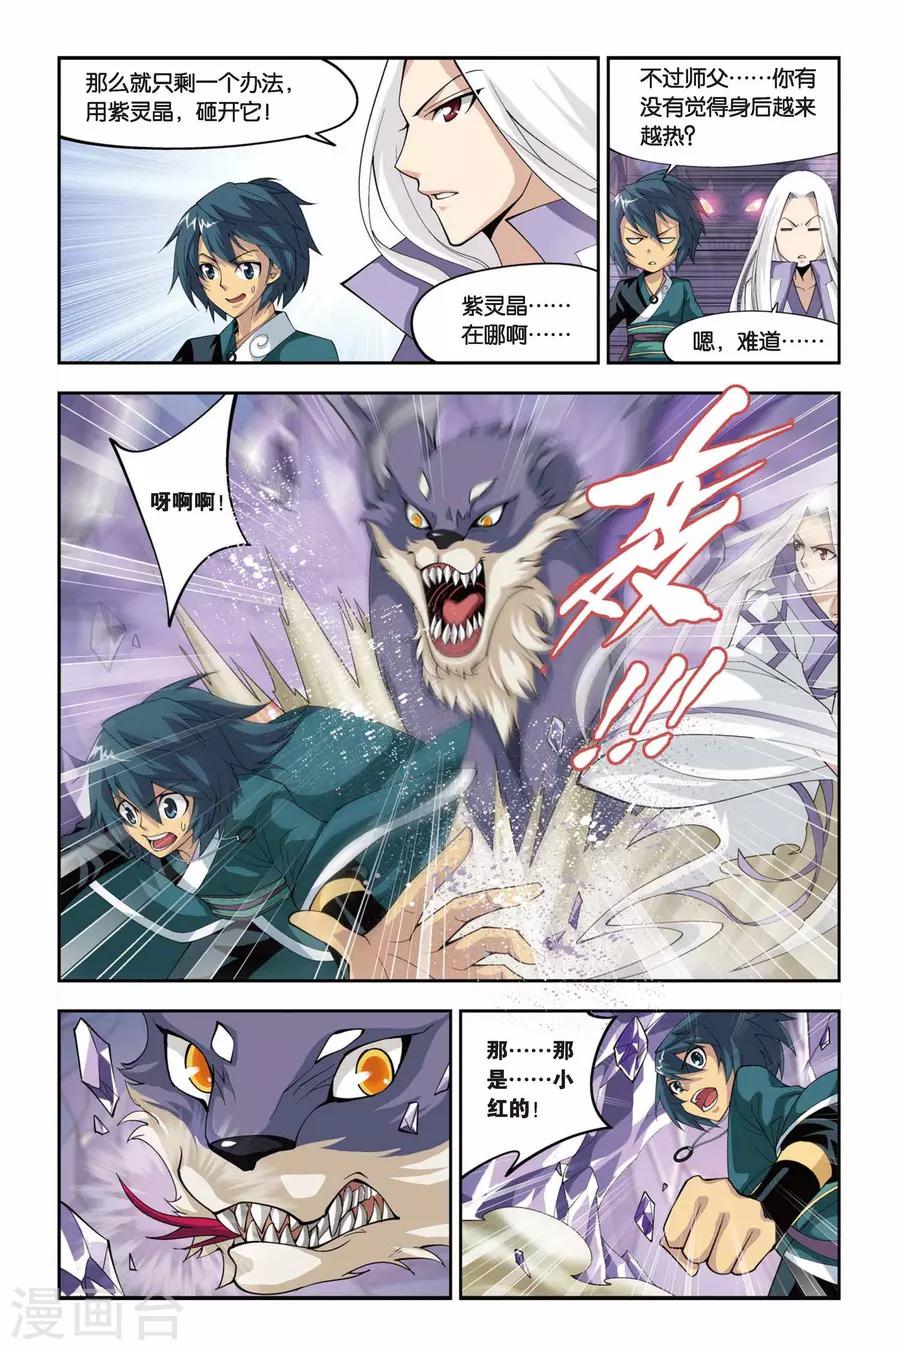 那么就只剩一个办法，
用紫灵晶，砸开它！
紫灵晶……
在哪啊……
不过师父……你有
没有觉得身后越来
越热？
嗯，难道……
呀啊啊！
轰!!!!
那……那
是……小
红的！
漫画台